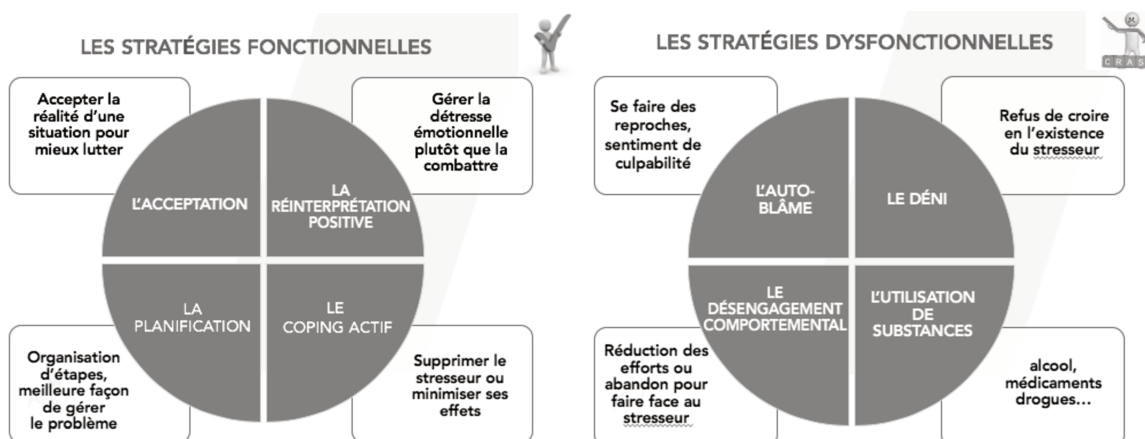 LES STRATÉGIES FONCTIONNELLES
Accepter la
réalité d'une
situation pour
mieux lutter
Gérer la
détresse
émotionnelle
plutôt que la
combattre
L'ACCEPTATION
LA
RÉINTERPRÉTATION
POSITIVE
LA
PLANIFICATION
LE
COPING ACTIF
Organisation
d'étapes,
meilleure façon
de gérer
le problème
Supprimer le
stresseur ou
minimiser ses
effets
LES STRATÉGIES DYSFONCTIONNELLES
CRAS
Se faire des
reproches,
sentiment de
culpabilité
Refus de croire
en l'existence
du stresseur
L'AUTO-
BLÂME
LE DÉNI
LE
DÉSENGAGEMENT
COMPORTEMENTAL
L'UTILISATION
DE
SUBSTANCES
Réduction des
efforts ou
abandon pour
faire face au
stresseur
alcool,
médicaments
drogues…